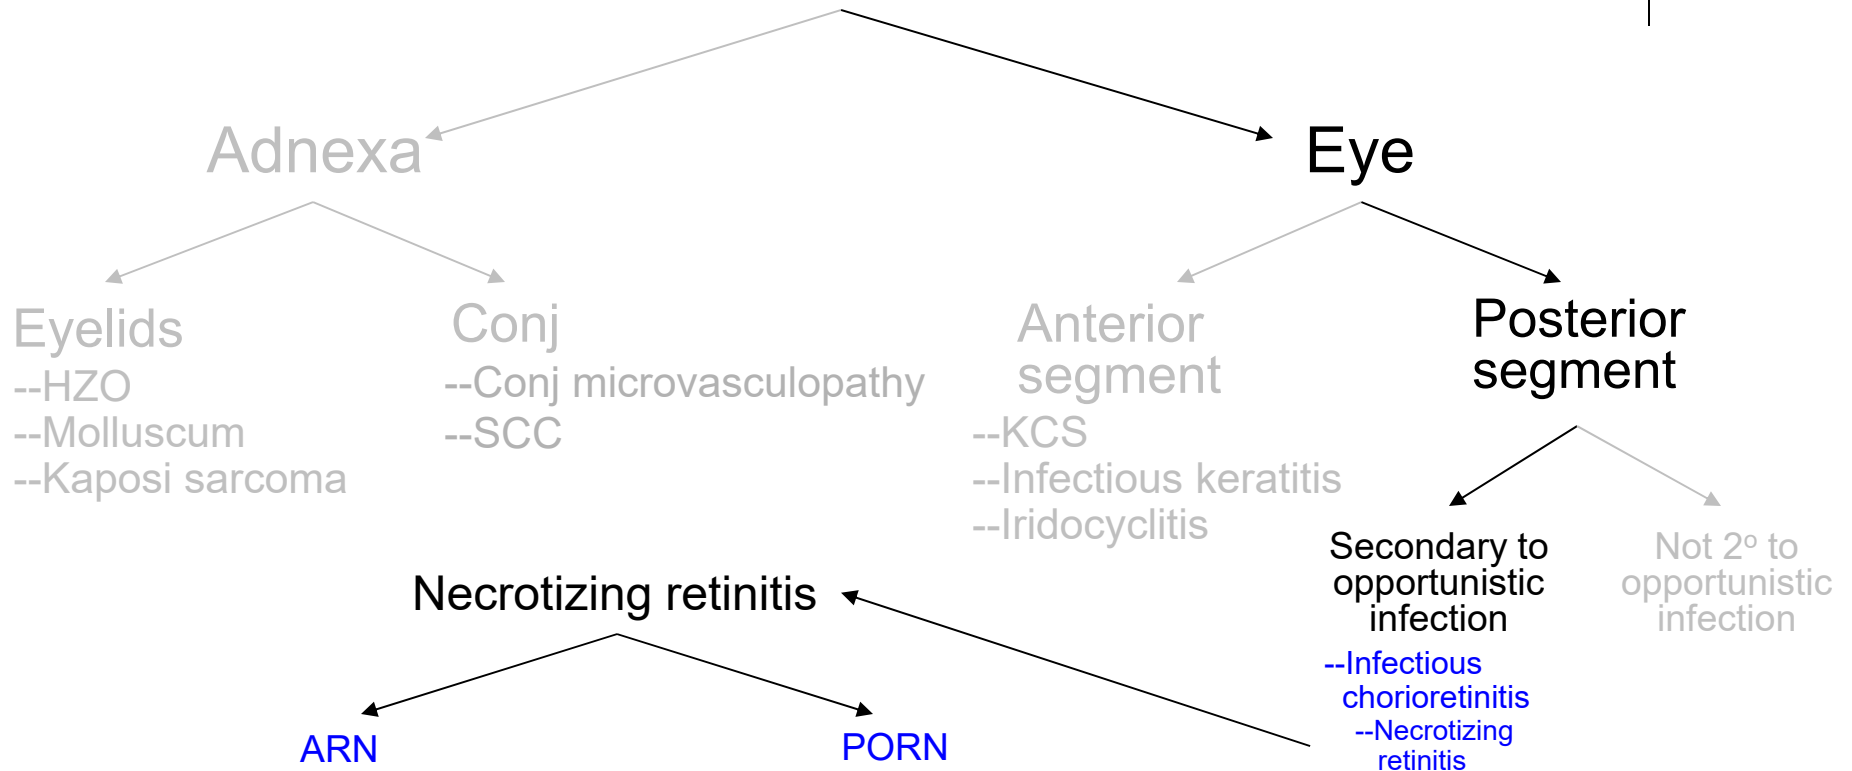 Adnexa
Eye
Eyelids
--HZO
--Molluscum
--Kaposi sarcoma
Conj
--Conj microvasculopathy
--SCC
Anterior
segment
--KCS
--Infectious keratitis
--Iridocyclitis
Posterior
segment
Secondary to
opportunistic
infection
--Infectious
chorioretinitis
--Necrotizing
retinitis
Not 2º to
opportunistic
infection
Necrotizing retinitis
ARN
PORN